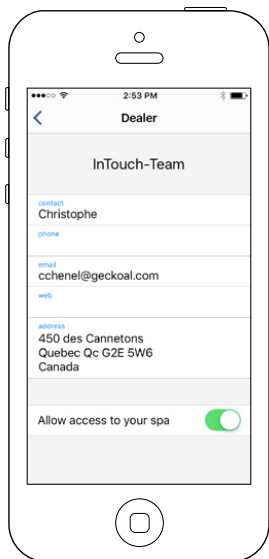 2:53 PM
Dealer
InTouch-Team
contact
Christophe
phone
email
cchenel@geckoal.com
web
address
450 des Cannetons
Quebec Qc G2E 5W6
Canada
Allow access to your spa